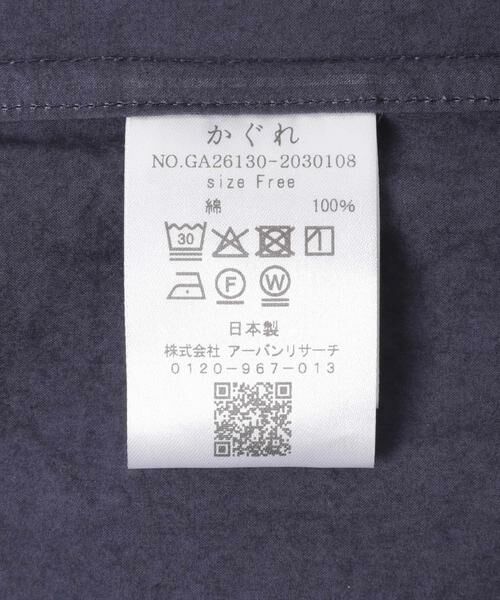 かぐれ
NO.GA26130-2030108
size Free
綿 100%
30
F W
日本製
株式会社 アーバンリサーチ
0120-967-013